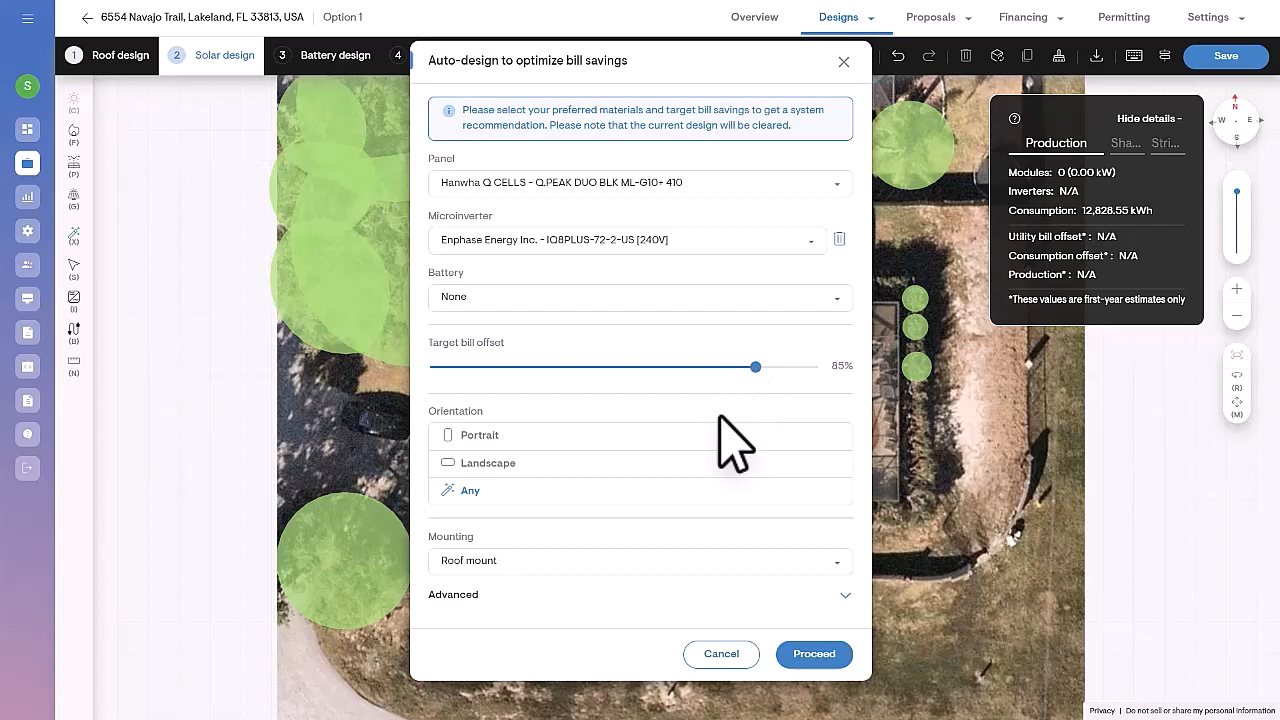 6554 Navajo Trail, Lakeland, FL 33813, USA
Option 1
Overview
Designs
Proposals
Financing
Permitting
Settings
1 Roof design
2 Solar design
3 Battery design
4
Save
S
(C)
(F)
(P)
(G)
(X)
(S)
(I)
(B)
(N)
Auto-design to optimize bill savings
Please select your preferred materials and target bill savings to get a system
recommendation. Please note that the current design will be cleared.
Panel
Hanwha Q CELLS - Q.PEAK DUO BLK ML-G10+ 410
Microinverter
Enphase Energy Inc. - IQ8PLUS-72-2-US [240V]
Battery
None
Target bill offset
85%
Orientation
Portrait
Landscape
Any
Mounting
Roof mount
Advanced
Cancel
Proceed
Hide details -
Production
Sha...
Stri...
Modules: 0 (0.00 kW)
Inverters: N/A
Consumption: 12,828.55 kWh
Utility bill offset* : N/A
Consumption offset* : N/A
Production* : N/A
*These values are first-year estimates only
N
W
E
S
(R)
(M)
Privacy | Do not sell or share my personal information